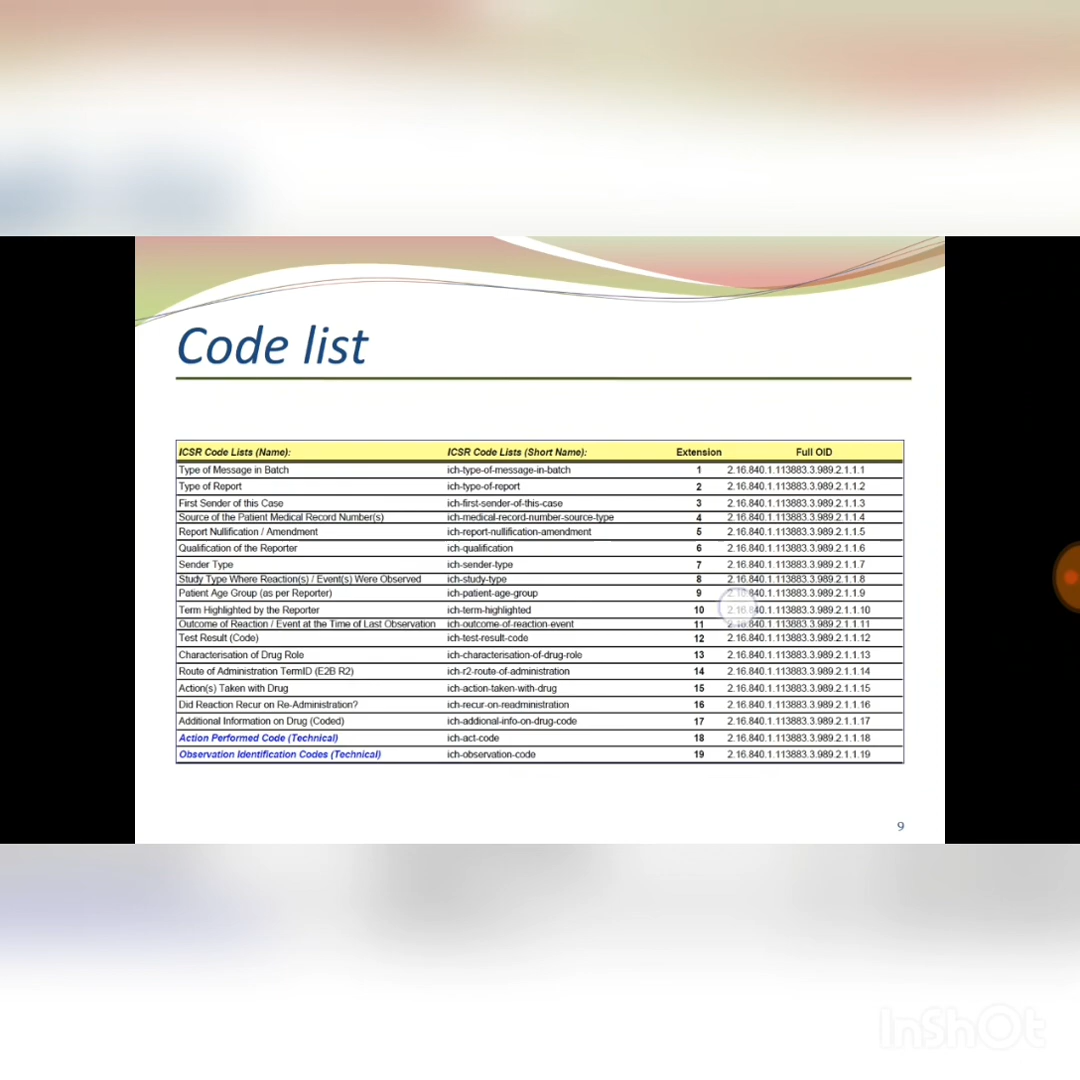 Code list
ICSR Code Lists (Name): ICSR Code Lists (Short Name): Extension Full OID
Type of Message in Batch ich-type-of-message-in-batch 1 2.16.840.1.113883.3.989.2.1.1.1
Type of Report ich-type-of-report 2 2.16.840.1.113883.3.989.2.1.1.2
First Sender of this Case ich-first-sender-of-this-case 3 2.16.840.1.113883.3.989.2.1.1.3
Source of the Patient Medical Record Number(s) ich-medical-record-number-source-type 4 2.16.840.1.113883.3.989.2.1.1.4
Report Nullification / Amendment ich-report-nullification-amendment 5 2.16.840.1.113883.3.989.2.1.1.5
Qualification of the Reporter ich-qualification 6 2.16.840.1.113883.3.989.2.1.1.6
Sender Type ich-sender-type 7 2.16.840.1.113883.3.989.2.1.1.7
Study Type Where Reaction(s) / Event(s) Were Observed ich-study-type 8 2.16.840.1.113883.3.989.2.1.1.8
Patient Age Group (as per Reporter) ich-patient-age-group 9 2.16.840.1.113883.3.989.2.1.1.9
Term Highlighted by the Reporter ich-term-highlighted 10 2.16.840.1.113883.3.989.2.1.1.10
Outcome of Reaction / Event at the Time of Last Observation ich-outcome-of-reaction-event 11 2.16.840.1.113883.3.989.2.1.1.11
Test Result (Code) ich-test-result-code 12 2.16.840.1.113883.3.989.2.1.1.12
Characterisation of Drug Role ich-characterisation-of-drug-role 13 2.16.840.1.113883.3.989.2.1.1.13
Route of Administration TermID (E2B R2) ich-r2-route-of-administration 14 2.16.840.1.113883.3.989.2.1.1.14
Action(s) Taken with Drug ich-action-taken-with-drug 15 2.16.840.1.113883.3.989.2.1.1.15
Did Reaction Recur on Re-Administration? ich-recur-on-readministration 16 2.16.840.1.113883.3.989.2.1.1.16
Additional Information on Drug (Coded) ich-addional-info-on-drug-code 17 2.16.840.1.113883.3.989.2.1.1.17
Action Performed Code (Technical) ich-act-code 18 2.16.840.1.113883.3.989.2.1.1.18
Observation Identification Codes (Technical) ich-observation-code 19 2.16.840.1.113883.3.989.2.1.1.19
9
InShOt